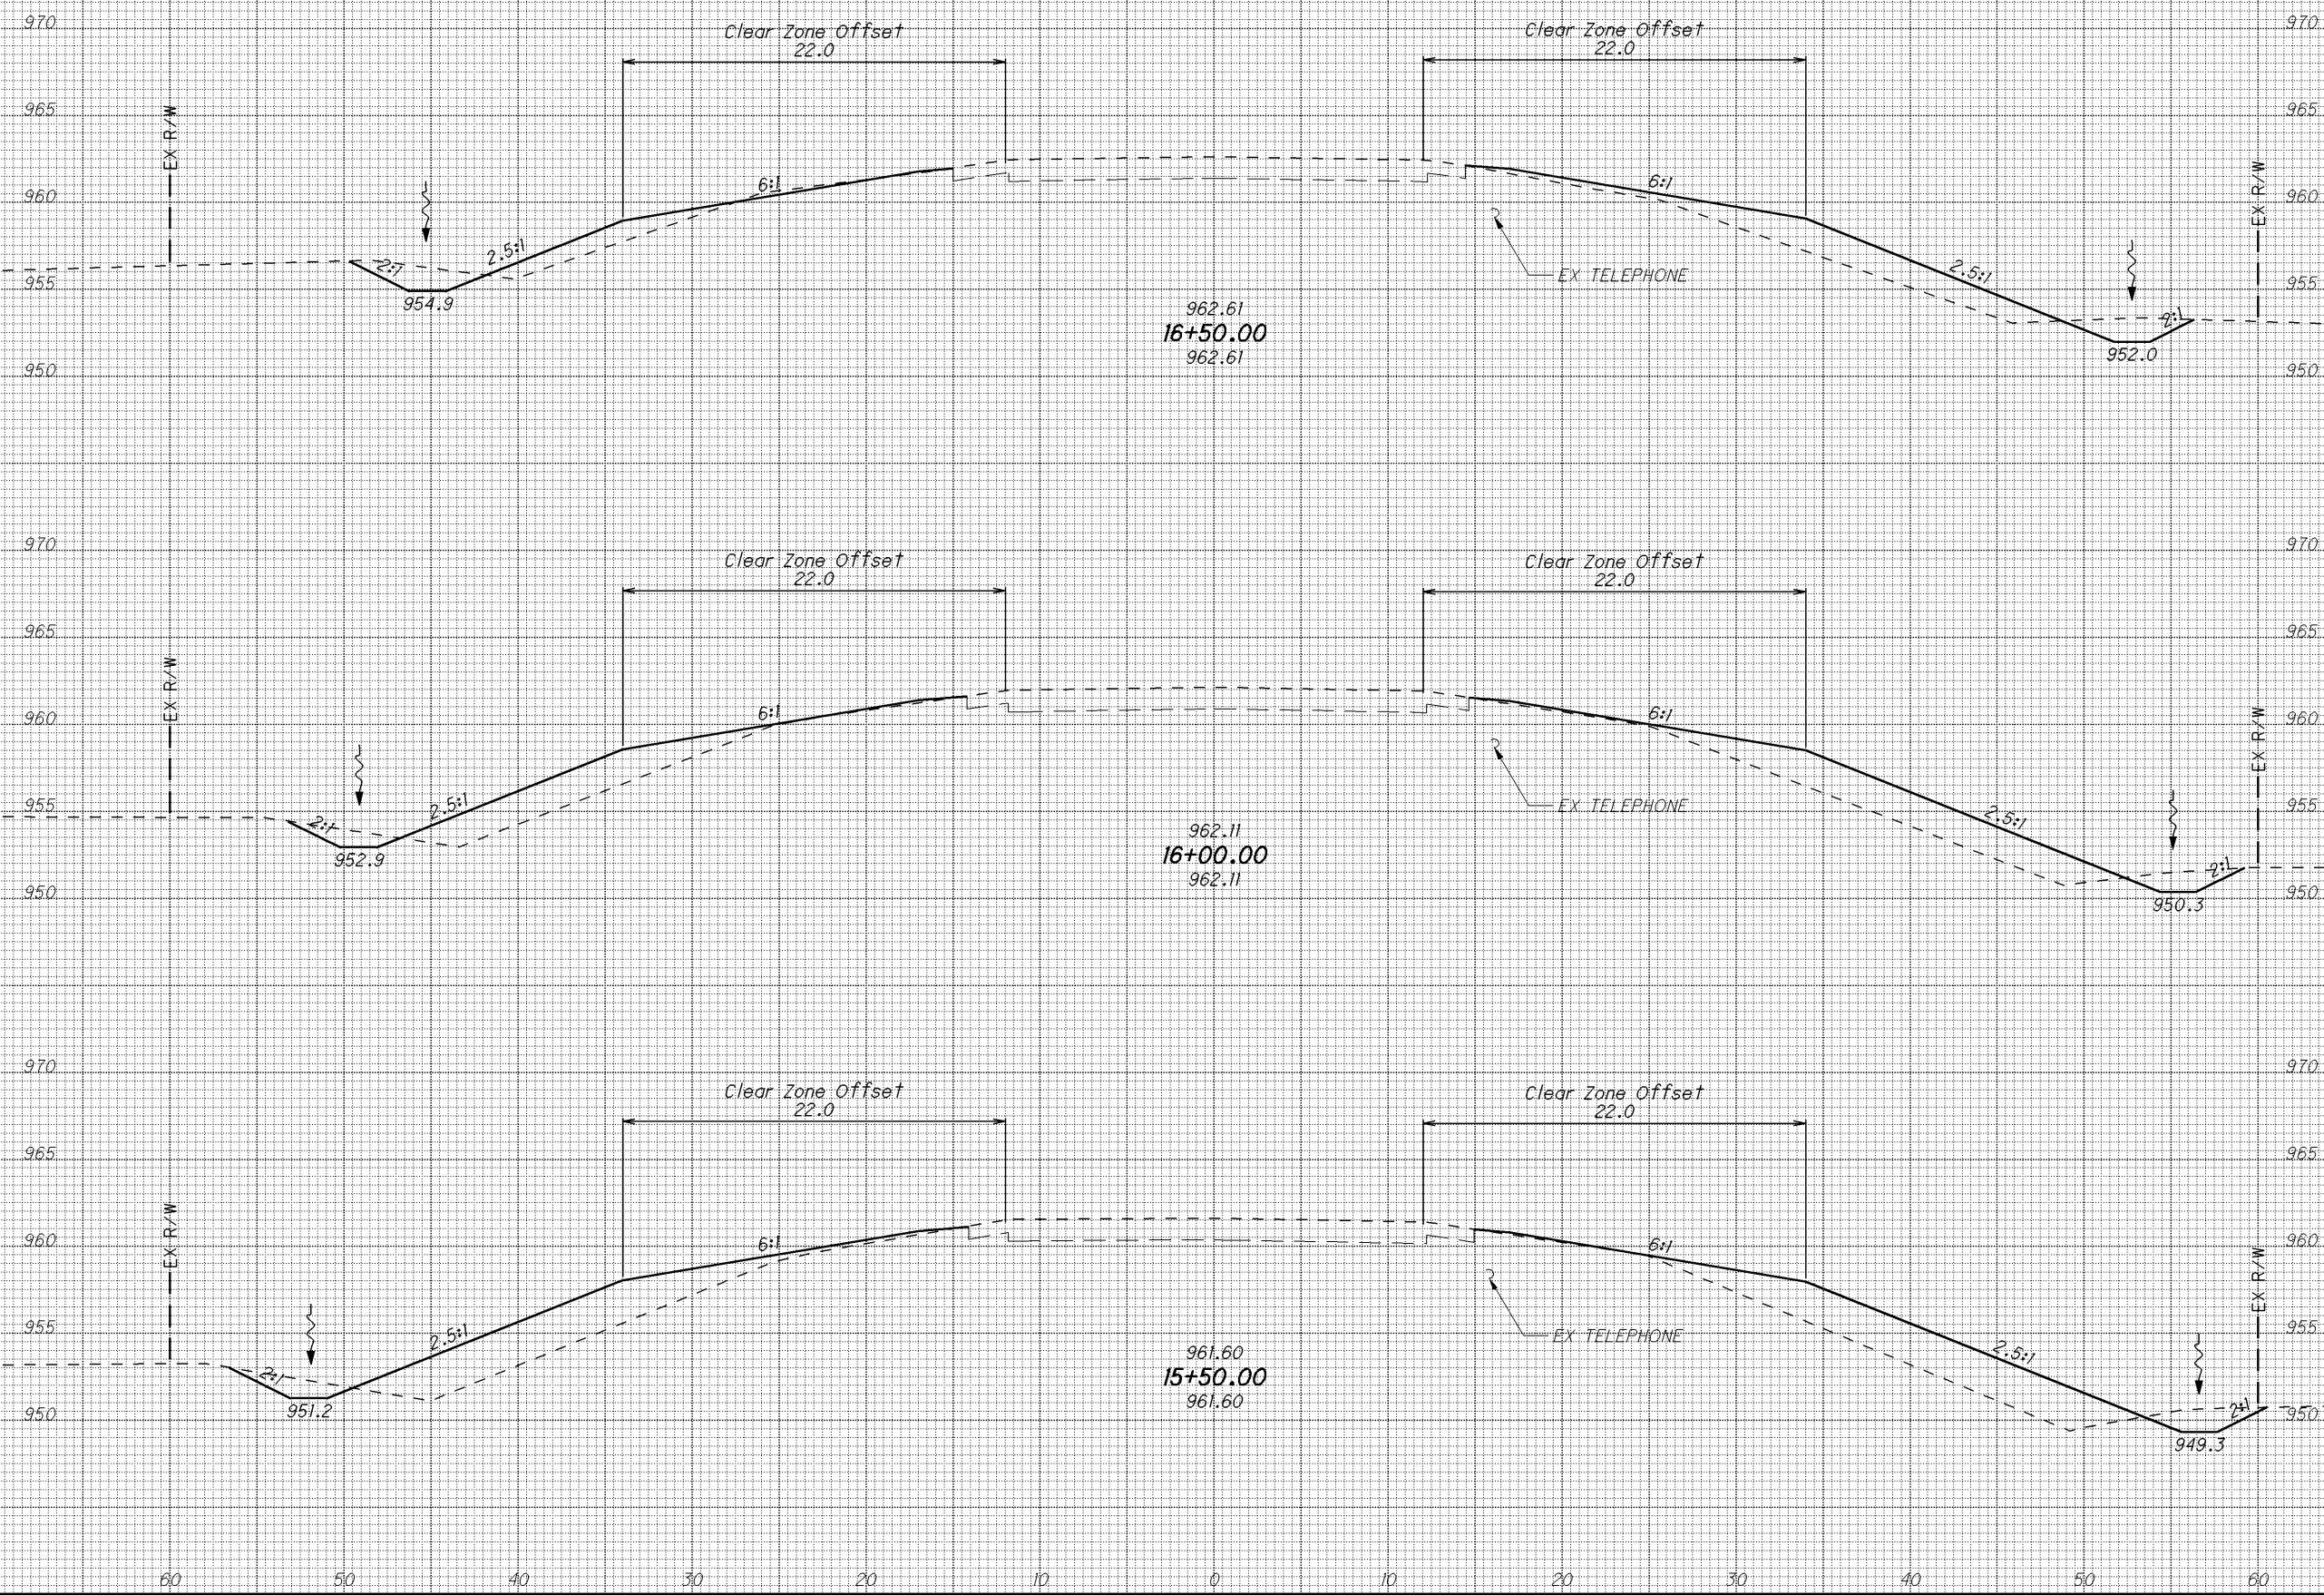 970 970
Clear Zone Offset Clear Zone Offset
22.0 22.0
965 965
EX R/W EX R/W
960 6:1 6:1 960
2.5:1 2.5:1
2:1 EX TELEPHONE
955 955
954.9 962.61 2:1
16+50.00
962.61 952.0
950 950
970 970
Clear Zone Offset Clear Zone Offset
22.0 22.0
965 965
EX R/W EX R/W
960 6:1 6:1 960
955 2.5:1 EX TELEPHONE 955
2:1 2.5:1
962.11
952.9 16+00.00
962.11 2:1
950 950
950.3
970 970
Clear Zone Offset Clear Zone Offset
22.0 22.0
965 965
EX R/W EX R/W
960 6:1 6:1 960
955 2.5:1 EX TELEPHONE 955
961.60 2.5:1
2:1 15+50.00
961.60
951.2 2:1
950 950
949.3
60 50 40 30 20 10 0 10 20 30 40 50 60